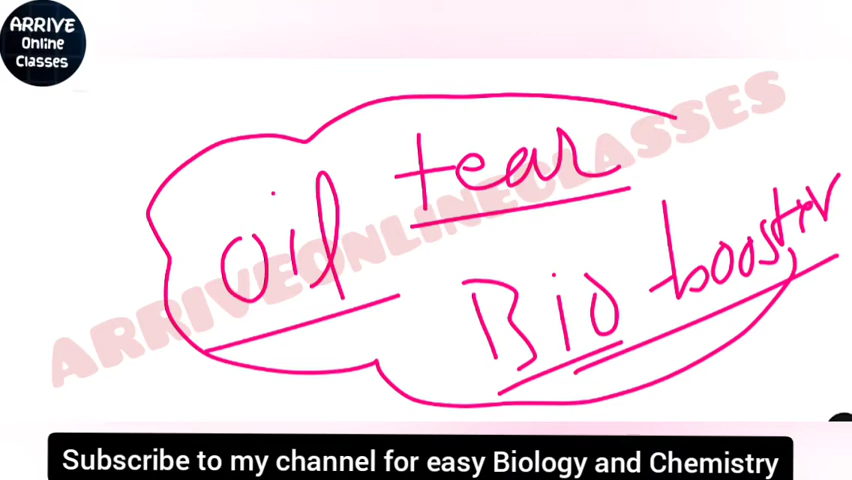 ARRIVE
Online
Classes
ARRIVEONLINECLASSES
oil tear
Bio booster
Subscribe to my channel for easy Biology and Chemistry